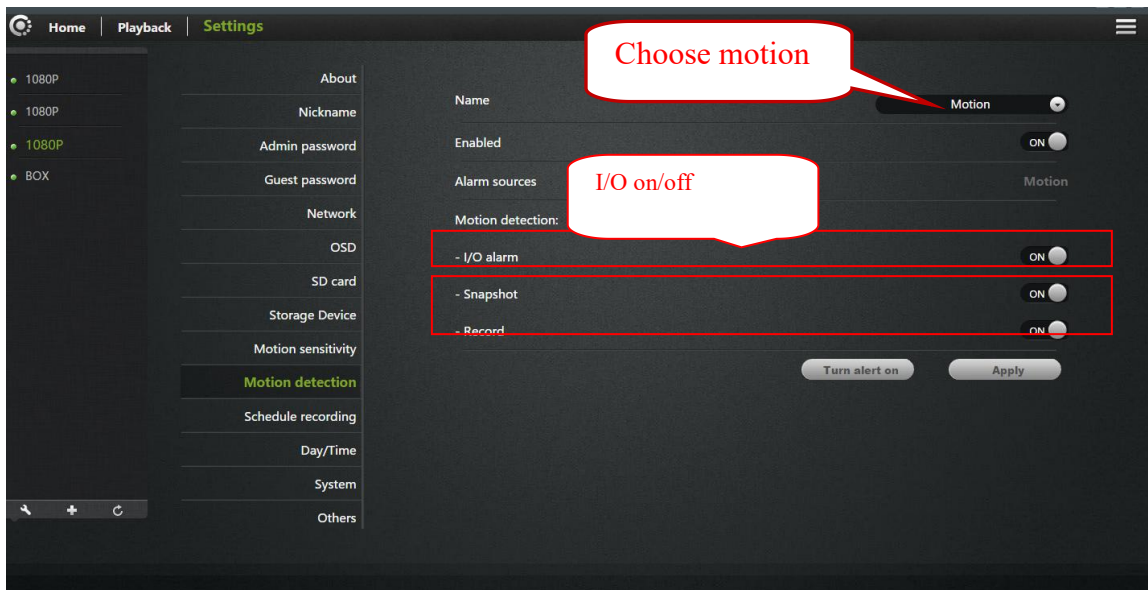 Home | Playback | Settings
Choose motion
1080P
1080P
1080P
BOX
About
Nickname
Admin password
Guest password
Network
OSD
SD card
Storage Device
Motion sensitivity
Motion detection
Schedule recording
Day/Time
System
Others
Name Motion
Enabled ON
I/O on/off
Alarm sources Motion
Motion detection:
- I/O alarm ON
- Snapshot ON
- Record ON
Turn alert on Apply